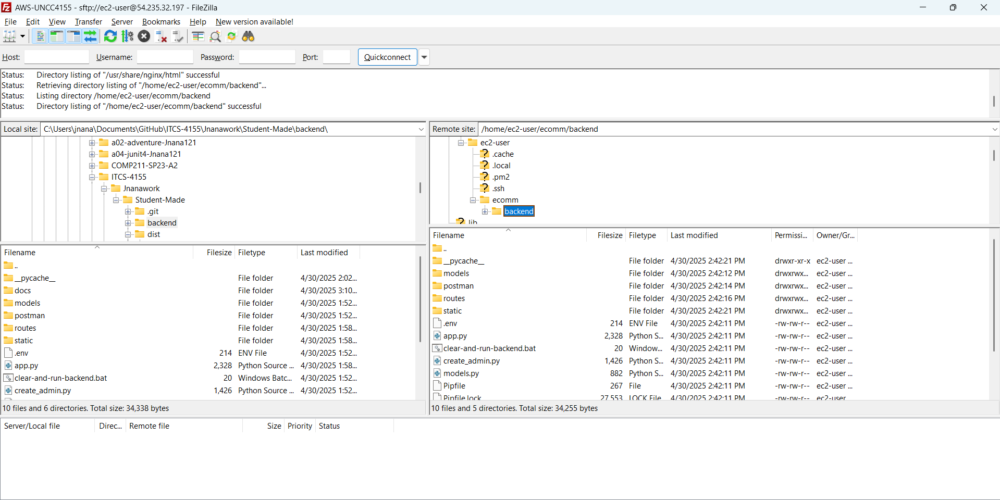 AWS-UNCC4155 - sftp://ec2-user@54.235.32.197 - FileZilla
File Edit View Transfer Server Bookmarks Help New version available!
Host: Username: Password: Port: Quickconnect
Status: Directory listing of "/usr/share/nginx/html" successful
Status: Retrieving directory listing of "/home/ec2-user/ecomm/backend"...
Status: Listing directory /home/ec2-user/ecomm/backend
Status: Directory listing of "/home/ec2-user/ecomm/backend" successful
Local site: C:\Users\jnana\Documents\GitHub\ITCS-4155\Jnanawork\Student-Made\backend\
a02-adventure-Jnana121
a04-junit4-Jnana121
COMP211-SP23-A2
ITCS-4155
Jnanawork
Student-Made
.git
backend
dist
Filename Filesize Filetype Last modified
..
__pycache__ File folder 4/30/2025 2:02...
docs File folder 4/30/2025 3:10...
models File folder 4/30/2025 1:52...
postman File folder 4/30/2025 1:52...
routes File folder 4/30/2025 1:58...
static File folder 4/30/2025 1:58...
.env 214 ENV File 4/30/2025 1:52...
app.py 2,328 Python Source ... 4/30/2025 1:58...
clear-and-run-backend.bat 20 Windows Batc... 4/30/2025 1:52...
create_admin.py 1,426 Python Source ... 4/30/2025 1:52...
10 files and 6 directories. Total size: 34,338 bytes
Remote site: /home/ec2-user/ecomm/backend
ec2-user
.cache
.local
.pm2
.ssh
ecomm
backend
lib
Filename Filesize Filetype Last modified Permissi... Owner/Gr...
..
__pycache__ File folder 4/30/2025 2:42:21 PM drwxr-xr-x ec2-user ...
models File folder 4/30/2025 2:42:12 PM drwxrwx... ec2-user ...
postman File folder 4/30/2025 2:42:14 PM drwxrwx... ec2-user ...
routes File folder 4/30/2025 2:42:16 PM drwxrwx... ec2-user ...
static File folder 4/30/2025 2:42:21 PM drwxrwx... ec2-user ...
.env 214 ENV File 4/30/2025 2:42:11 PM -rw-rw-r-- ec2-user ...
app.py 2,328 Python S... 4/30/2025 2:42:11 PM -rw-rw-r-- ec2-user ...
clear-and-run-backend.bat 20 Window... 4/30/2025 2:42:11 PM -rw-rw-r-- ec2-user ...
create_admin.py 1,426 Python S... 4/30/2025 2:42:11 PM -rw-rw-r-- ec2-user ...
models.py 882 Python S... 4/30/2025 2:42:11 PM -rw-rw-r-- ec2-user ...
Pipfile 267 File 4/30/2025 2:42:11 PM -rw-rw-r-- ec2-user ...
Pipfile.lock 27,553 LOCK File 4/30/2025 2:42:11 PM -rw-rw-r-- ec2-user
10 files and 5 directories. Total size: 34,255 bytes
Server/Local file Direc... Remote file Size Priority Status